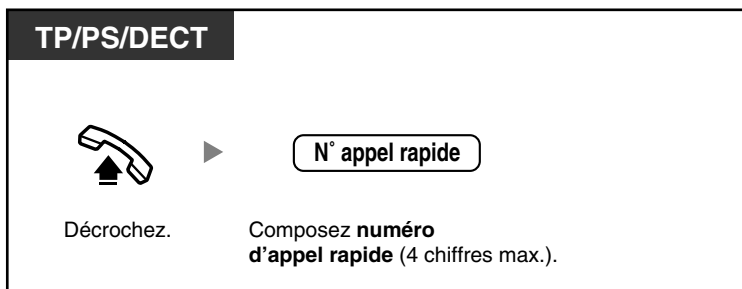 TP/PS/DECT
N˚ appel rapide
Décrochez.
Composez numéro
d'appel rapide (4 chiffres max.).